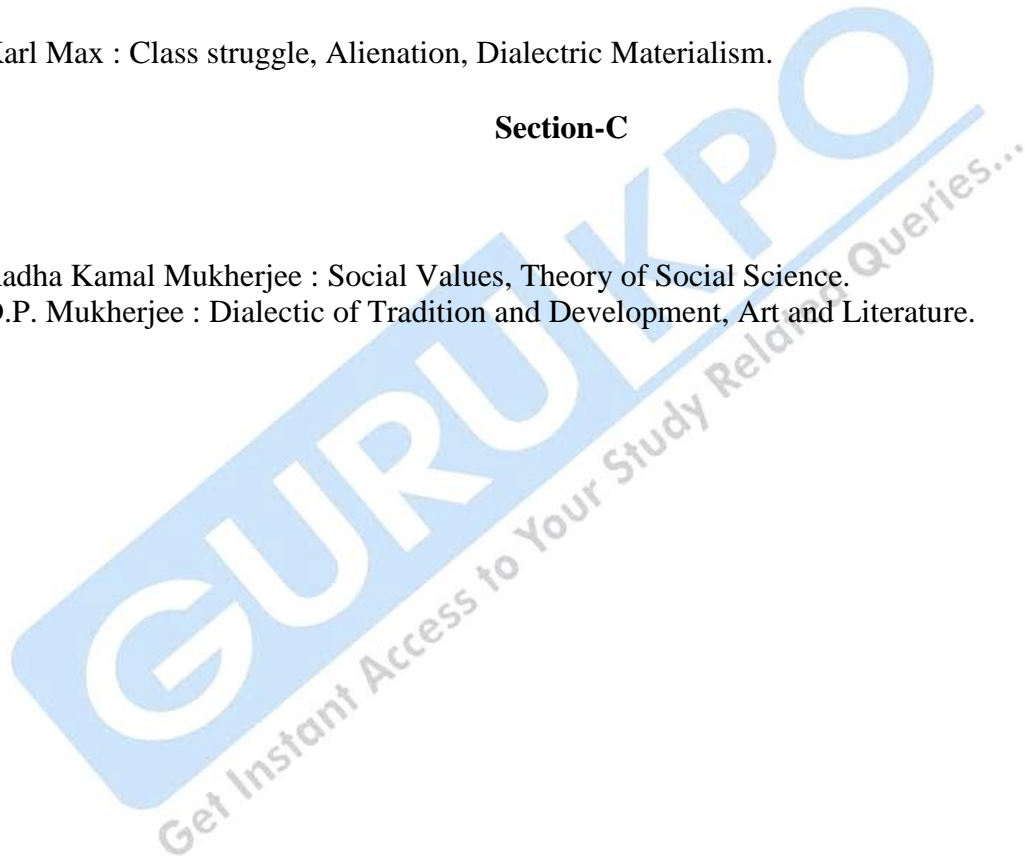 Karl Max : Class struggle, Alienation, Dialectric Materialism.
Section-C
adha Kamal Mukherjee : Social Values, Theory of Social Science.
D.P. Mukherjee : Dialectic of Tradition and Development, Art and Literature.
GURUKPO
Get Instant Access to Your Study Related Queries...